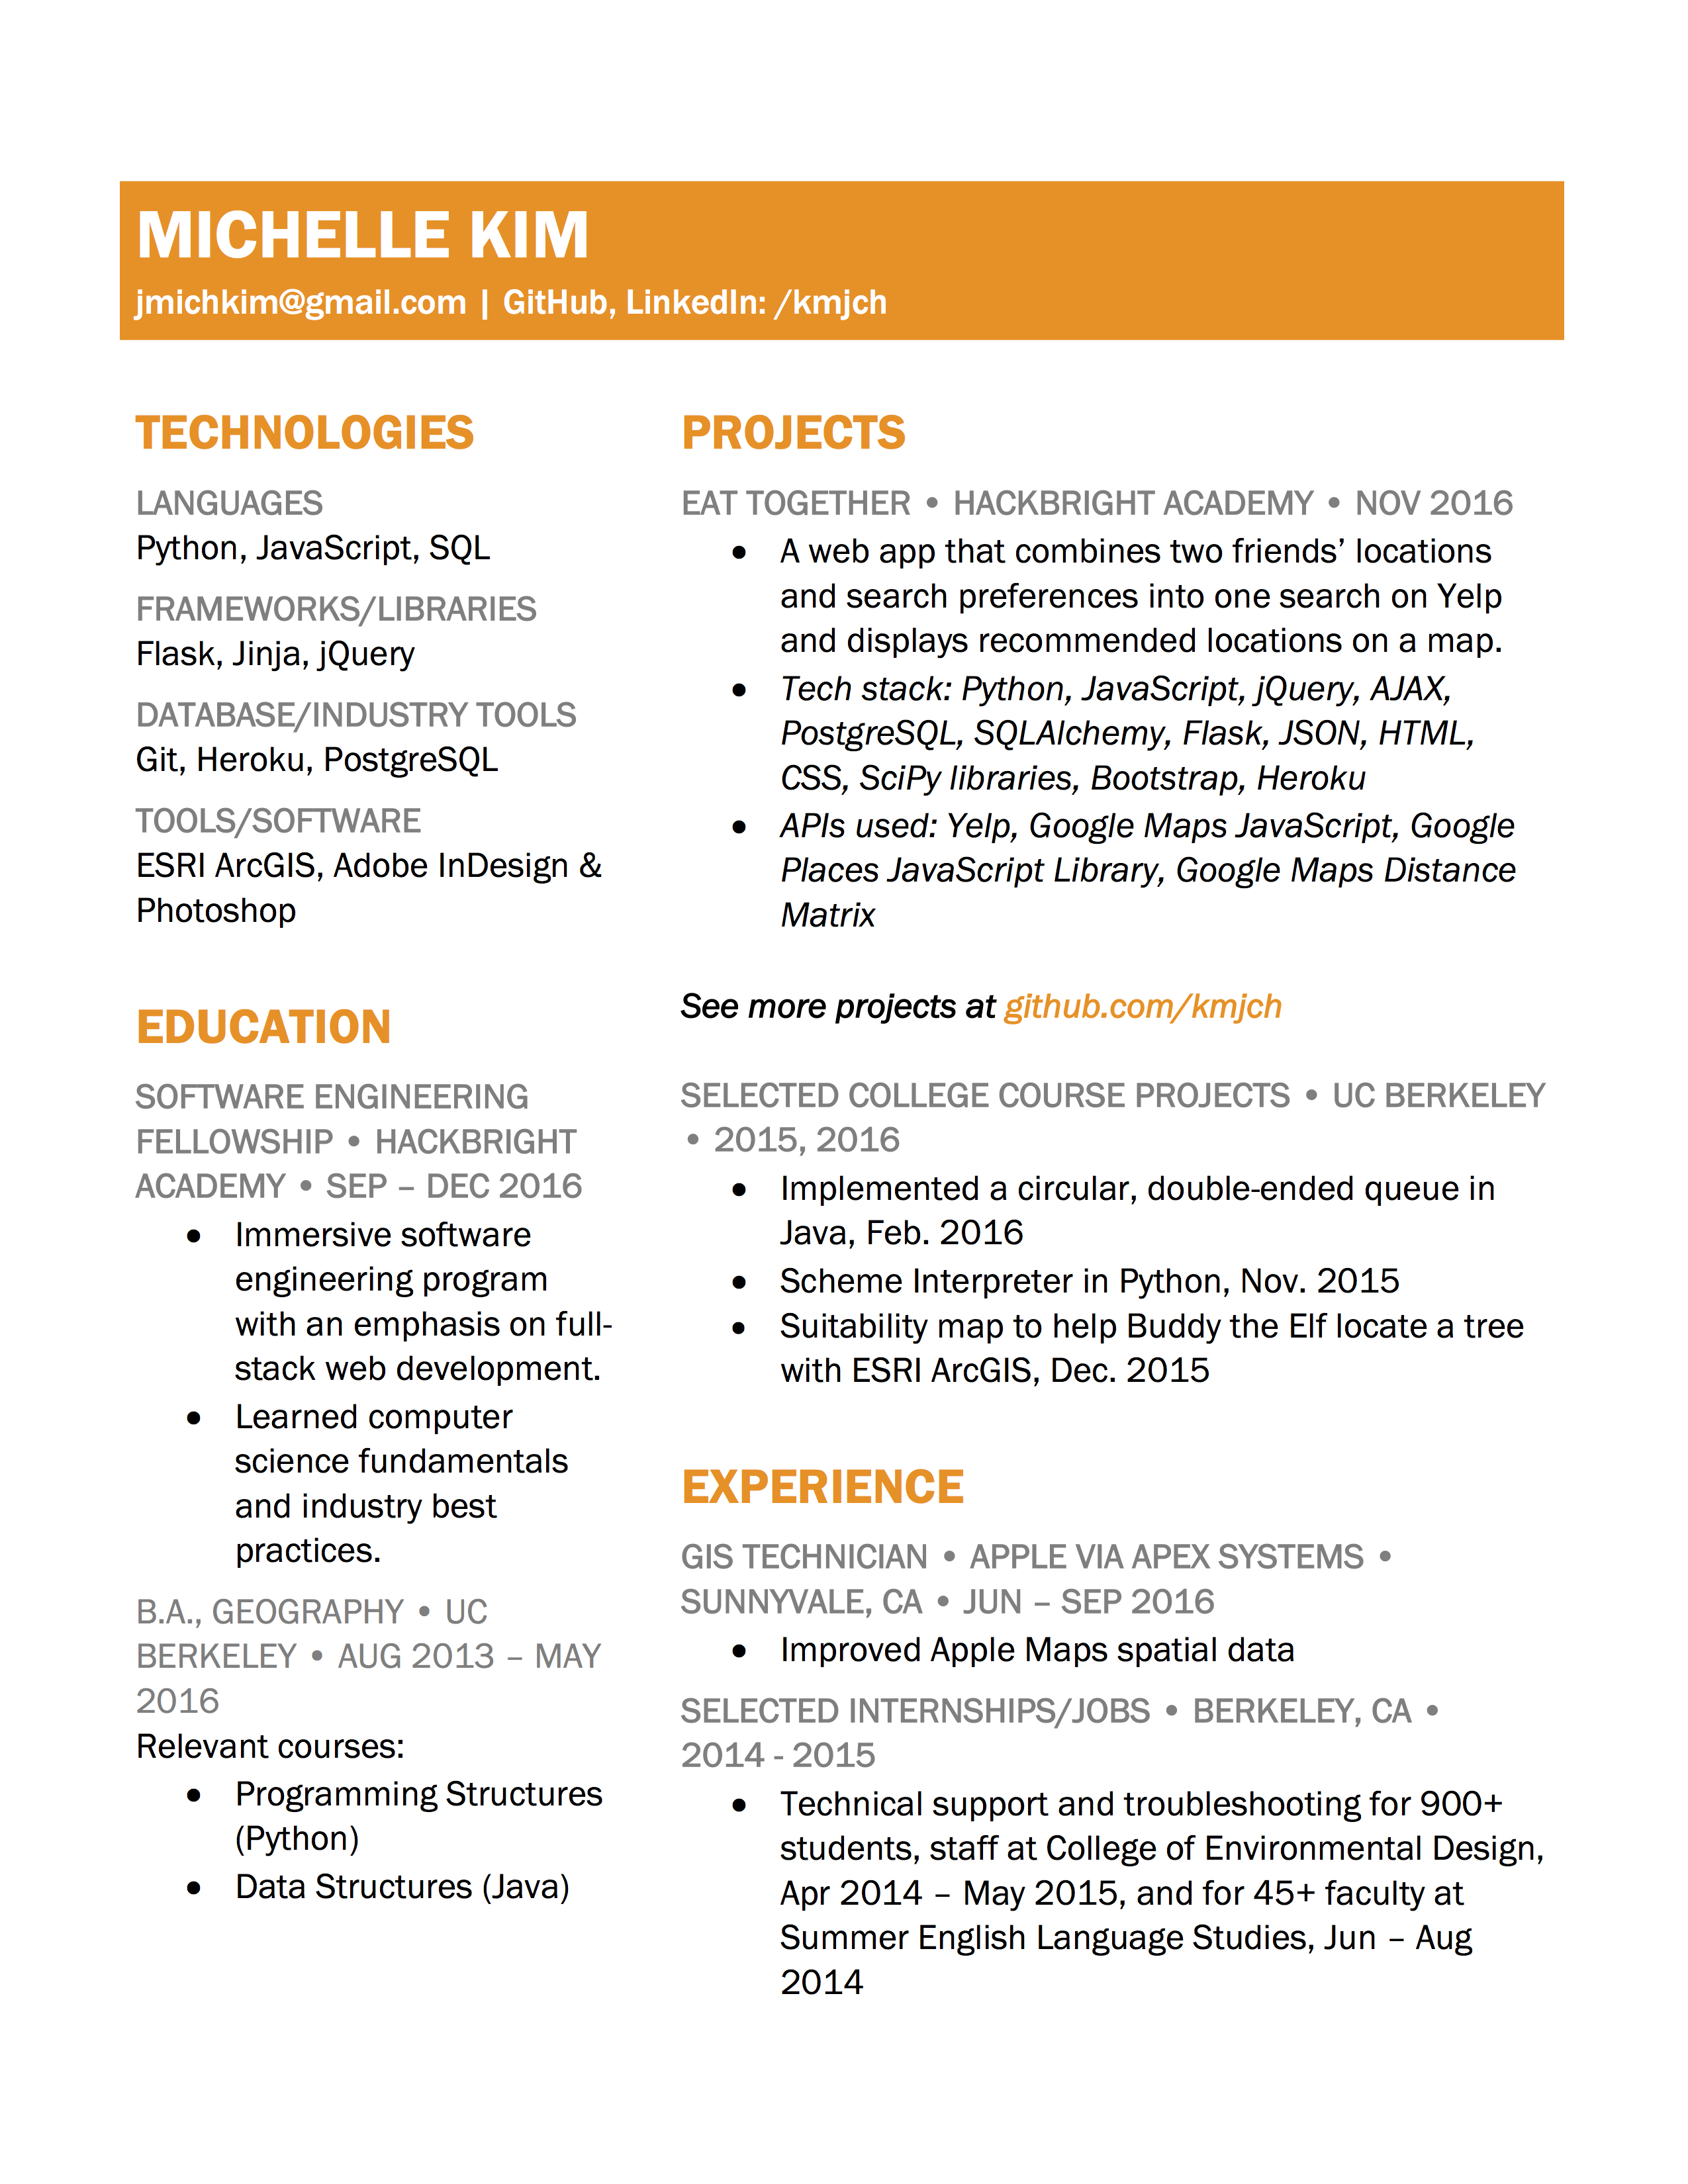 MICHELLE KIM
jmichkim@gmail.com | GitHub, LinkedIn: /kmjch
TECHNOLOGIES
LANGUAGES
Python, JavaScript, SQL
FRAMEWORKS/LIBRARIES
Flask, Jinja, jQuery
DATABASE/INDUSTRY TOOLS
Git, Heroku, PostgreSQL
TOOLS/SOFTWARE
ESRI ArcGIS, Adobe InDesign &
Photoshop
EDUCATION
SOFTWARE ENGINEERING
FELLOWSHIP • HACKBRIGHT
ACADEMY • SEP – DEC 2016
● Immersive software
engineering program
with an emphasis on full-
stack web development.
● Learned computer
science fundamentals
and industry best
practices.
B.A., GEOGRAPHY • UC
BERKELEY • AUG 2013 – MAY
2016
Relevant courses:
● Programming Structures
(Python)
● Data Structures (Java)
PROJECTS
EAT TOGETHER • HACKBRIGHT ACADEMY • NOV 2016
● A web app that combines two friends’ locations
and search preferences into one search on Yelp
and displays recommended locations on a map.
● Tech stack: Python, JavaScript, jQuery, AJAX,
PostgreSQL, SQLAlchemy, Flask, JSON, HTML,
CSS, SciPy libraries, Bootstrap, Heroku
● APIs used: Yelp, Google Maps JavaScript, Google
Places JavaScript Library, Google Maps Distance
Matrix
See more projects at github.com/kmjch
SELECTED COLLEGE COURSE PROJECTS • UC BERKELEY
• 2015, 2016
● Implemented a circular, double-ended queue in
Java, Feb. 2016
● Scheme Interpreter in Python, Nov. 2015
● Suitability map to help Buddy the Elf locate a tree
with ESRI ArcGIS, Dec. 2015
EXPERIENCE
GIS TECHNICIAN • APPLE VIA APEX SYSTEMS •
SUNNYVALE, CA • JUN – SEP 2016
● Improved Apple Maps spatial data
SELECTED INTERNSHIPS/JOBS • BERKELEY, CA •
2014 - 2015
● Technical support and troubleshooting for 900+
students, staff at College of Environmental Design,
Apr 2014 – May 2015, and for 45+ faculty at
Summer English Language Studies, Jun – Aug
2014